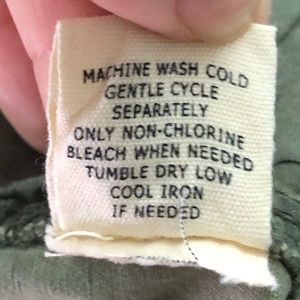 MACHINE WASH COLD
GENTLE CYCLE
SEPARATELY
ONLY NON-CHLORINE
BLEACH WHEN NEEDED
TUMBLE DRY LOW
COOL IRON
IF NEEDED